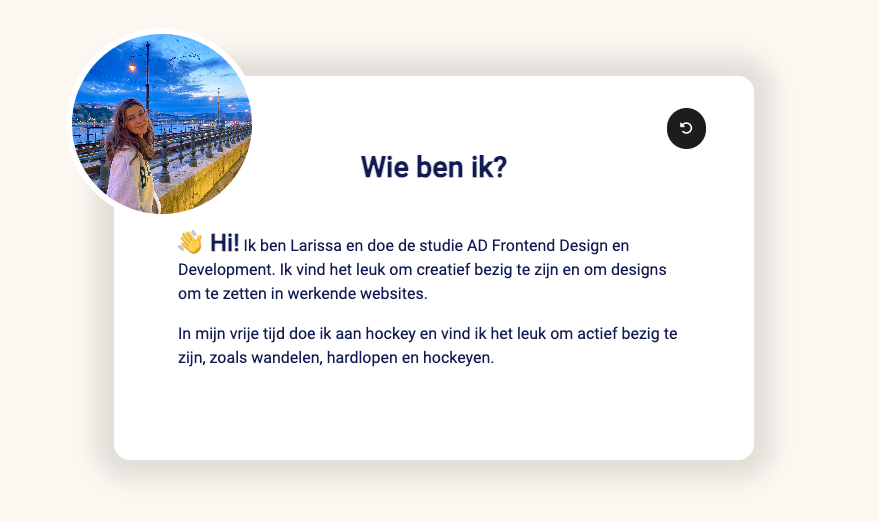 Wie ben ik?
👋 Hi! Ik ben Larissa en doe de studie AD Frontend Design en
Development. Ik vind het leuk om creatief bezig te zijn en om designs
om te zetten in werkende websites.
In mijn vrije tijd doe ik aan hockey en vind ik het leuk om actief bezig te
zijn, zoals wandelen, hardlopen en hockeyen.